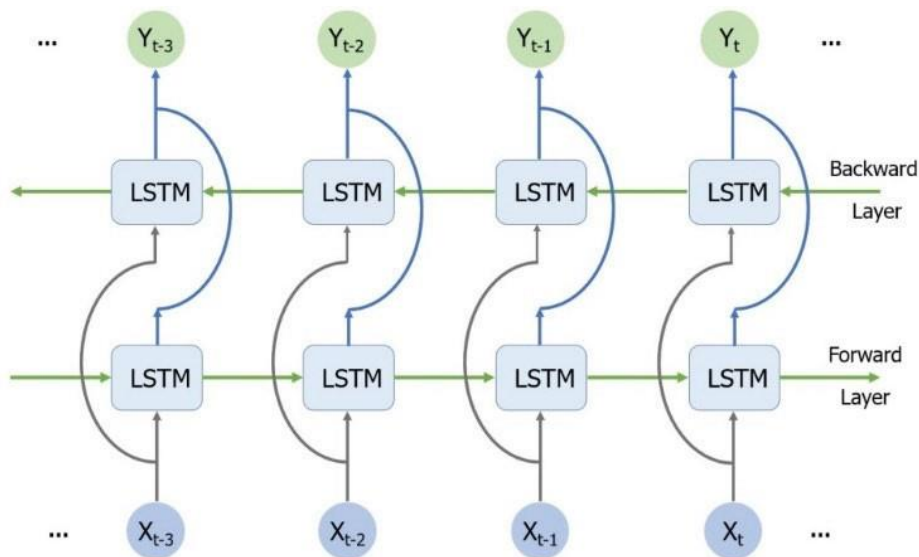 ... Y_{t-3} Y_{t-2} Y_{t-1} Y_t ...
LSTM LSTM LSTM LSTM Backward
Layer
LSTM LSTM LSTM LSTM Forward
Layer
... X_{t-3} X_{t-2} X_{t-1} X_t ...